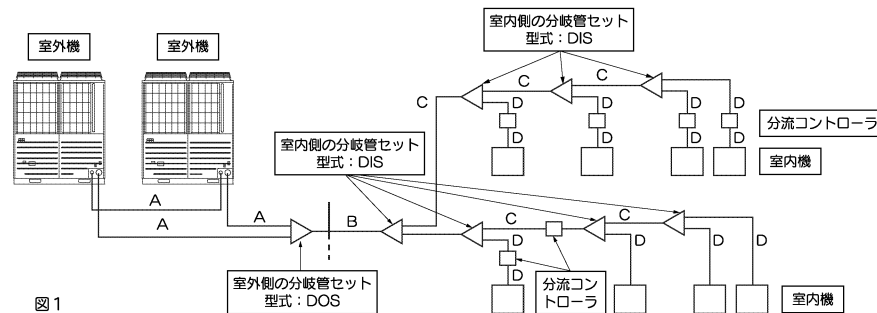 室外機
室外機
室内側の分岐管セット
型式：DIS
C
C
C
D
D
D
D
D
D
D
D
分流コントローラ
室内機
室内側の分岐管セット
型式：DIS
A
A
A
B
C
C
D
D
D
D
D
室外側の分岐管セット
型式：DOS
分流コン
トローラ
室内機
図1